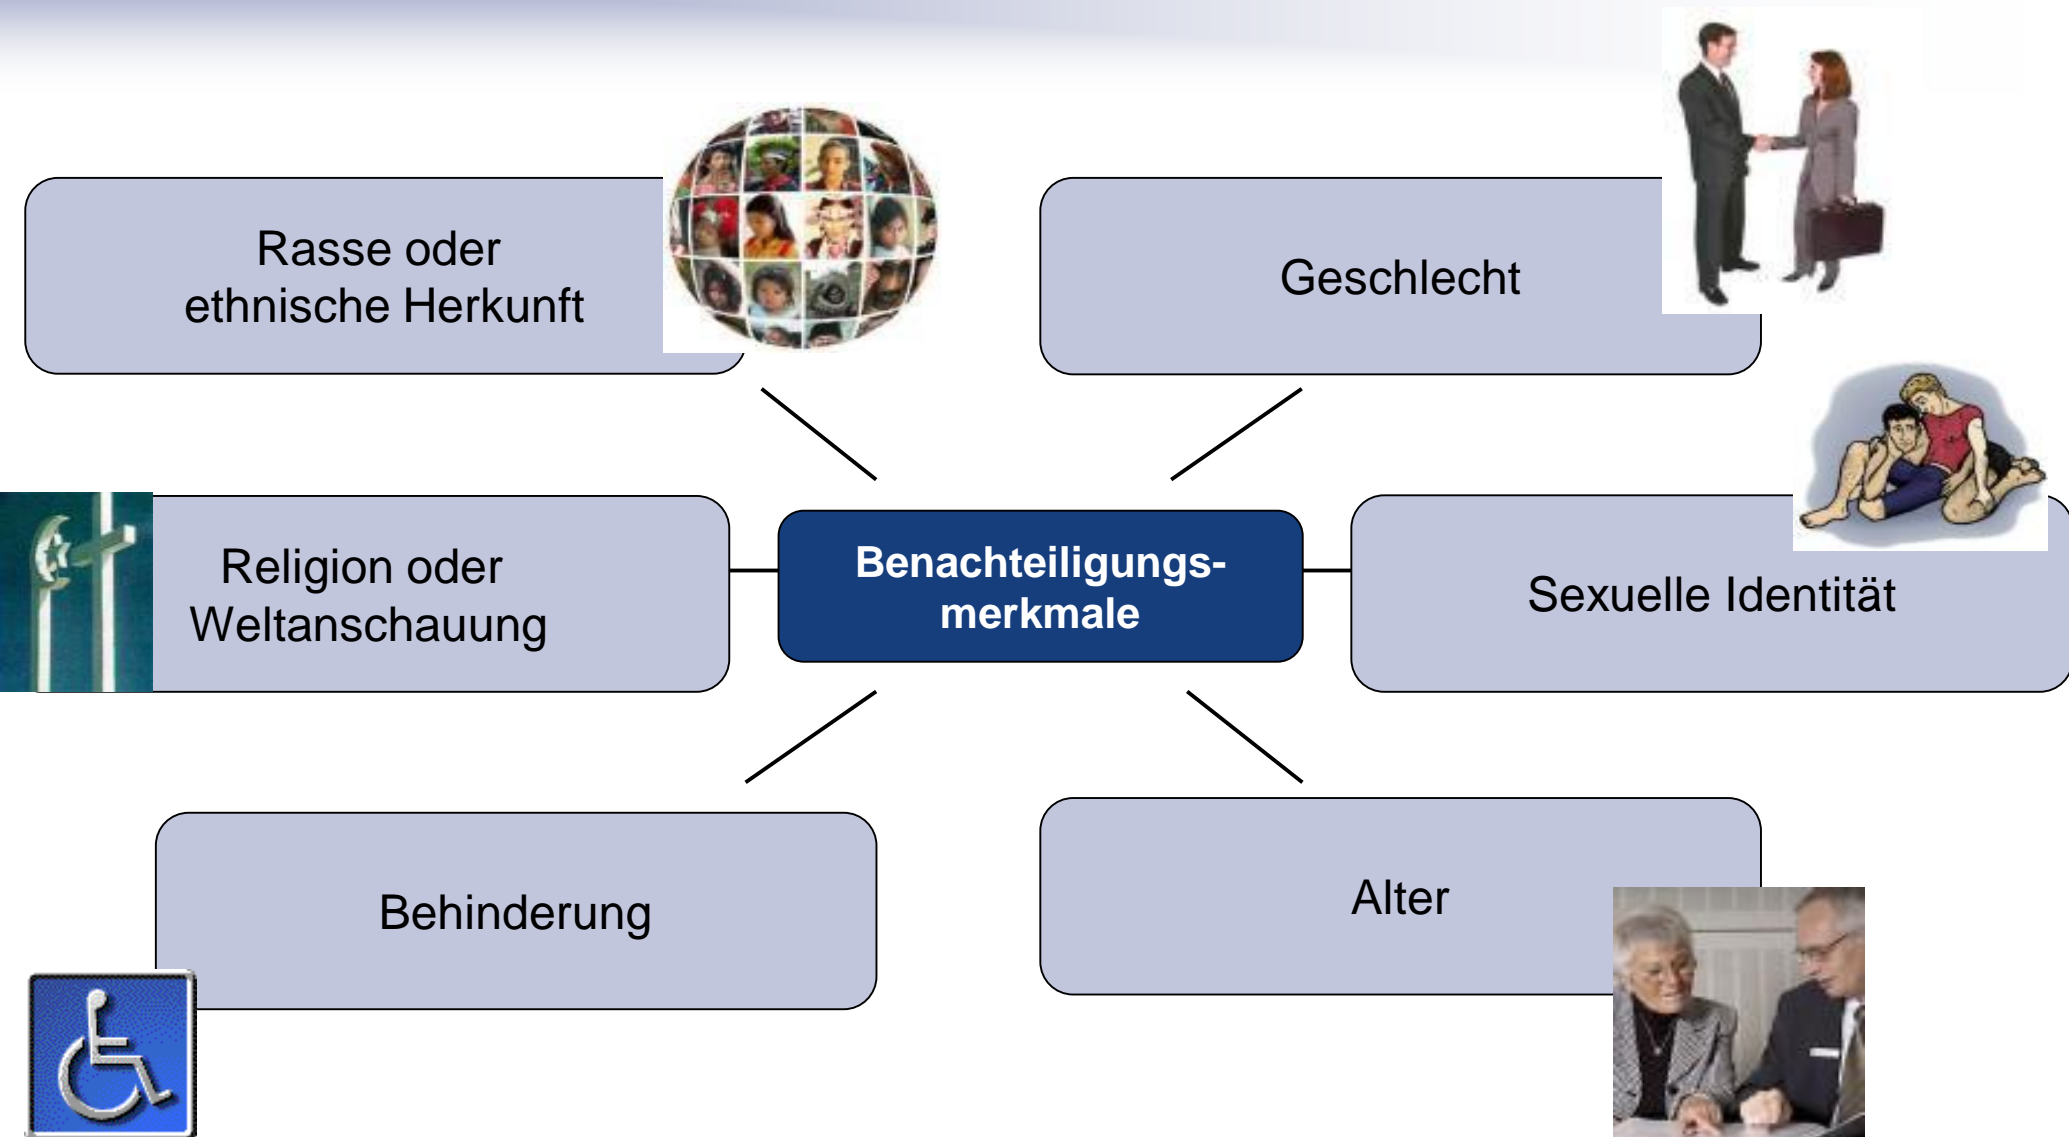 Rasse oder
ethnische Herkunft
Geschlecht
Religion oder
Weltanschauung
Benachteiligungs-
merkmale
Sexuelle Identität
Behinderung
Alter